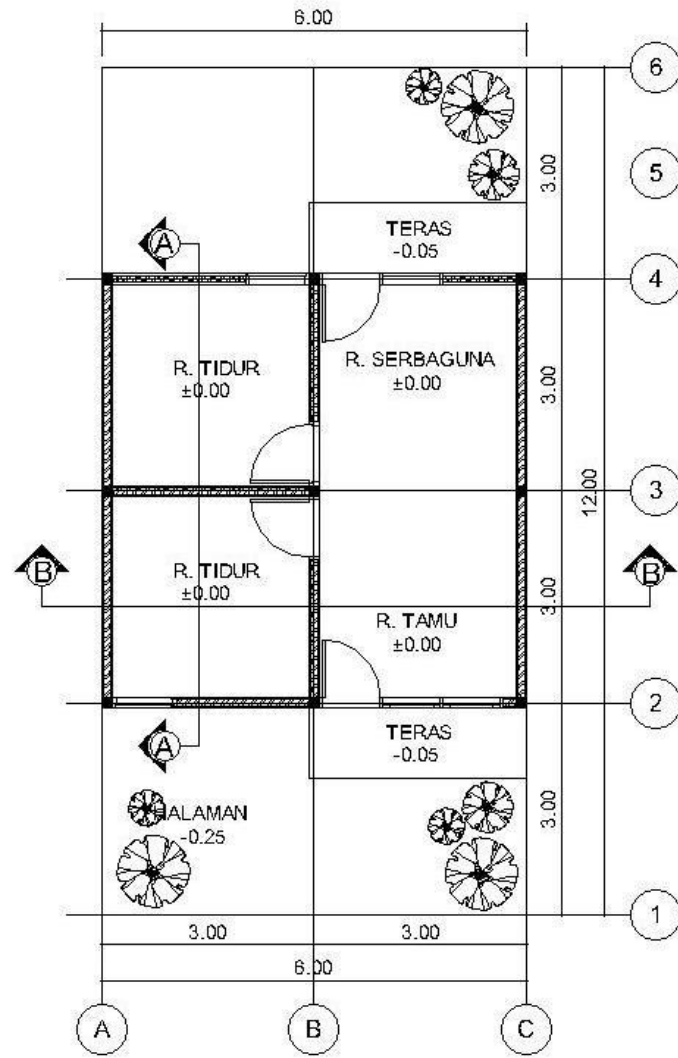 6.00
6
3.00
5
TERAS
-0.05
A
4
R. TIDUR
±0.00
R. SERBAGUNA
±0.00
3.00
3
12.00
B
B
R. TIDUR
±0.00
3.00
R. TAMU
±0.00
2
A
TERAS
-0.05
3.00
HALAMAN
-0.25
1
3.00
3.00
6.00
A
B
C